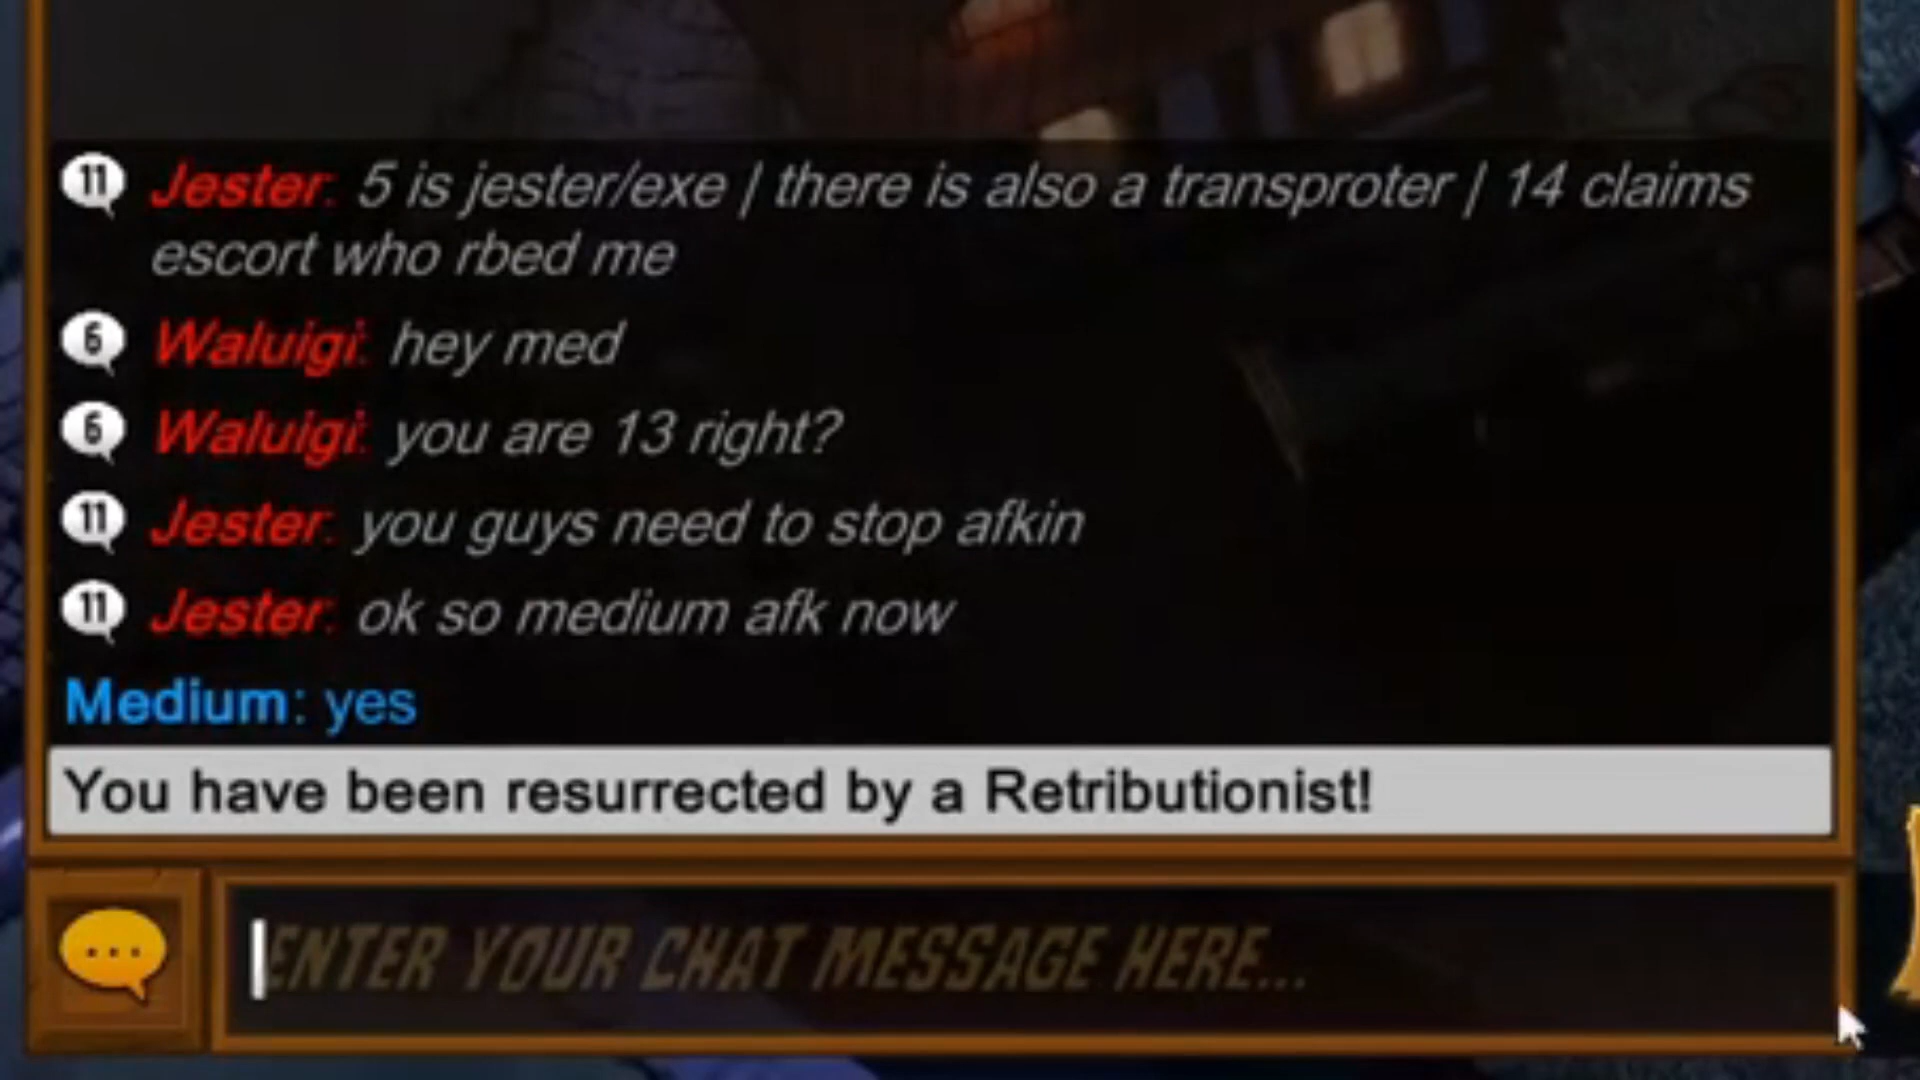 11 Jester: 5 is jester/exe | there is also a transproter | 14 claims
escort who rbed me
6 Waluigi: hey med
6 Waluigi: you are 13 right?
11 Jester: you guys need to stop afkin
11 Jester: ok so medium afk now
Medium: yes
You have been resurrected by a Retributionist!
ENTER YOUR CHAT MESSAGE HERE...